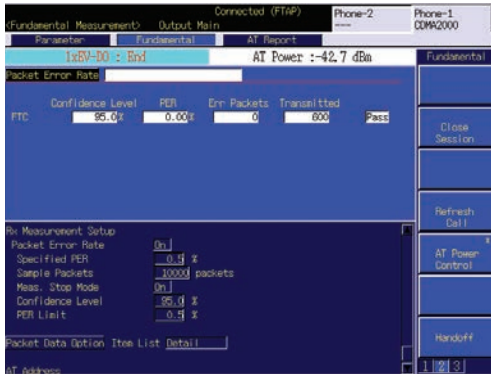 Connected (FTAP)
<Fundamental Measurement> Output Main
Phone-2
----
Phone-1
CDMA2000
Parameter Fundamental AT Report
1xEV-DO : End AT Power :-42.7 dBm
Fundamental
Packet Error Rate
Confidence Level PER Err Packets Transmitted
FTC 95.0% 0.00% 0 600 Pass
Close
Session
Refresh
Call
Rx Measurement Setup
Packet Error Rate On
Specified PER 0.5 %
Sample Packets 10000 packets
Meas. Stop Mode On
Confidence Level 95.0 %
PER Limit 0.5 %
AT Power
Control
*
Packet Data Option Item List Detail
Handoff
AT Address
1 2 3